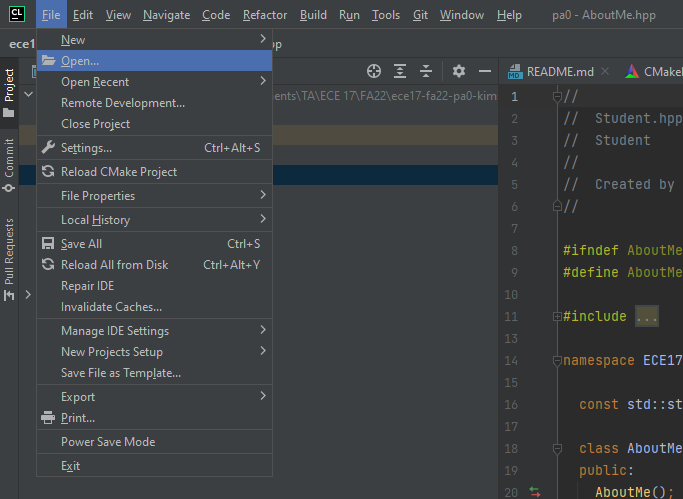 CL File Edit View Navigate Code Refactor Build Run Tools Git Window Help pa0 - AboutMe.hpp
ece1 p
New
Open...
Open Recent
Remote Development...
Close Project
Settings... Ctrl+Alt+S
Reload CMake Project
File Properties
Local History
Save All Ctrl+S
Reload All from Disk Ctrl+Alt+Y
Repair IDE
Invalidate Caches...
Manage IDE Settings
New Projects Setup
Save File as Template...
Export
Print...
Power Save Mode
Exit
Project
Commit
Pull Requests
ents\TA\ECE 17\FA22\ece17-fa22-pa0-kim
MD README.md CMakeL
1 //
2 // Student.hpp
3 // Student
4 //
5 // Created by
6 //
7
8 #ifndef AboutMe
9 #define AboutMe
10
11 #include ...
13
14 namespace ECE17
15
16 const std::st
17
18 class AboutMe
19 public:
20 AboutMe();